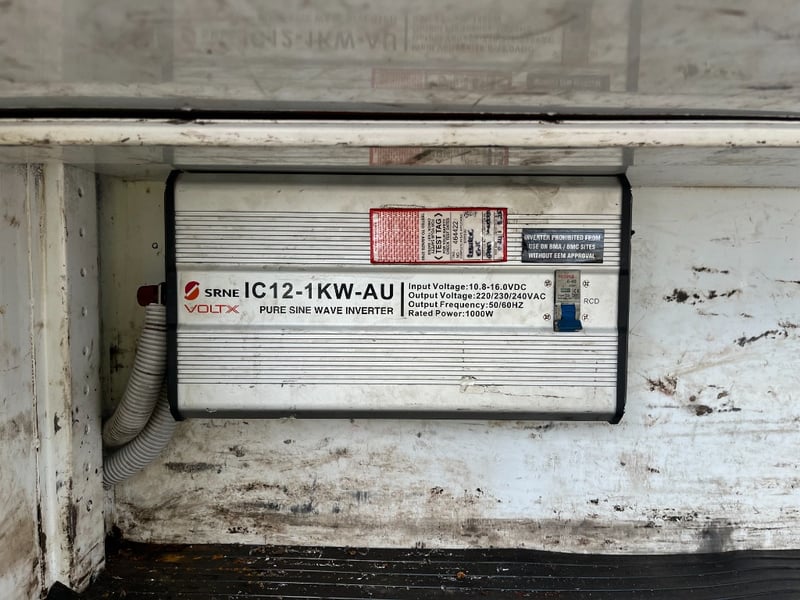 INVERTER PROHIBITED FROM
USE ON BMA / BMC SITES
WITHOUT EEM APPROVAL
(TEST TAG)
464422
SRNE
VOLTX
IC12-1KW-AU
PURE SINE WAVE INVERTER
Input Voltage:10.8-16.0VDC
Output Voltage:220/230/240VAC
Output Frequency:50/60HZ
Rated Power:1000W
RCD